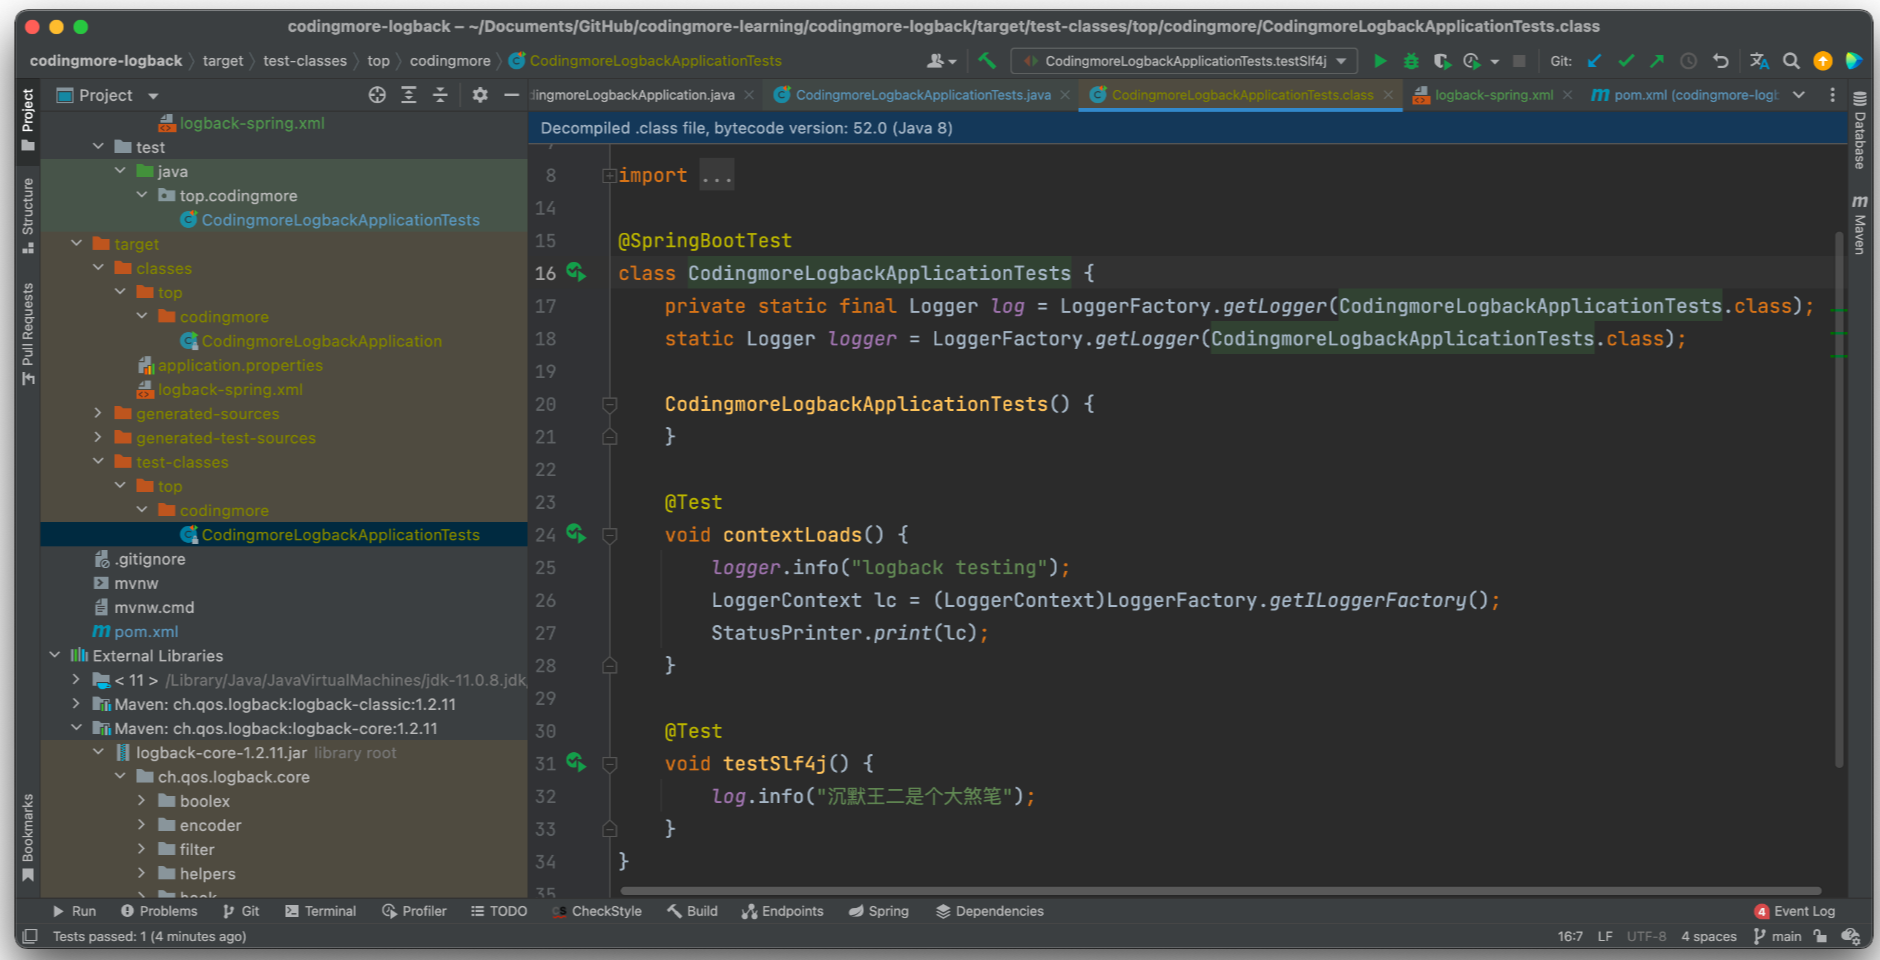 codingmore-logback – ~/Documents/GitHub/codingmore-learning/codingmore-logback/target/test-classes/top/codingmore/CodingmoreLogbackApplicationTests.class
codingmore-logback target test-classes top codingmore CodingmoreLogbackApplicationTests
CodingmoreLogbackApplicationTests.testSlf4j Git:
Project
dingmoreLogbackApplication.java CodingmoreLogbackApplicationTests.java CodingmoreLogbackApplicationTests.class logback-spring.xml pom.xml (codingmore-logb
Project
Structure
Pull Requests
Bookmarks
logback-spring.xml
test
java
top.codingmore
CodingmoreLogbackApplicationTests
target
classes
top
codingmore
CodingmoreLogbackApplication
application.properties
logback-spring.xml
generated-sources
generated-test-sources
test-classes
top
codingmore
CodingmoreLogbackApplicationTests
.gitignore
mvnw
mvnw.cmd
pom.xml
External Libraries
< 11 > /Library/Java/JavaVirtualMachines/jdk-11.0.8.jdk
Maven: ch.qos.logback:logback-classic:1.2.11
Maven: ch.qos.logback:logback-core:1.2.11
logback-core-1.2.11.jar library root
ch.qos.logback.core
boolex
encoder
filter
helpers
hook
Decompiled .class file, bytecode version: 52.0 (Java 8)
7
8 import ...
14
15 @SpringBootTest
16 class CodingmoreLogbackApplicationTests {
17 private static final Logger log = LoggerFactory.getLogger(CodingmoreLogbackApplicationTests.class);
18 static Logger logger = LoggerFactory.getLogger(CodingmoreLogbackApplicationTests.class);
19
20 CodingmoreLogbackApplicationTests() {
21 }
22
23 @Test
24 void contextLoads() {
25 logger.info("logback testing");
26 LoggerContext lc = (LoggerContext)LoggerFactory.getILoggerFactory();
27 StatusPrinter.print(lc);
28 }
29
30 @Test
31 void testSlf4j() {
32 log.info("沉默王二是个大煞笔");
33 }
34 }
35
Database
m Maven
Run Problems Git Terminal Profiler TODO CheckStyle Build Endpoints Spring Dependencies 4 Event Log
Tests passed: 1 (4 minutes ago) 16:7 LF UTF-8 4 spaces main